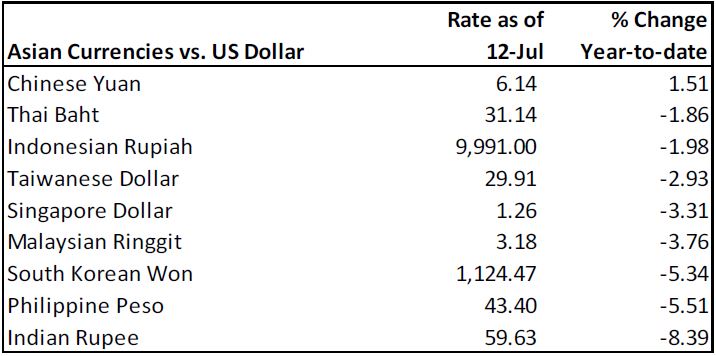 Rate as of % Change
Asian Currencies vs. US Dollar 12-Jul Year-to-date
Chinese Yuan 6.14 1.51
Thai Baht 31.14 -1.86
Indonesian Rupiah 9,991.00 -1.98
Taiwanese Dollar 29.91 -2.93
Singapore Dollar 1.26 -3.31
Malaysian Ringgit 3.18 -3.76
South Korean Won 1,124.47 -5.34
Philippine Peso 43.40 -5.51
Indian Rupee 59.63 -8.39